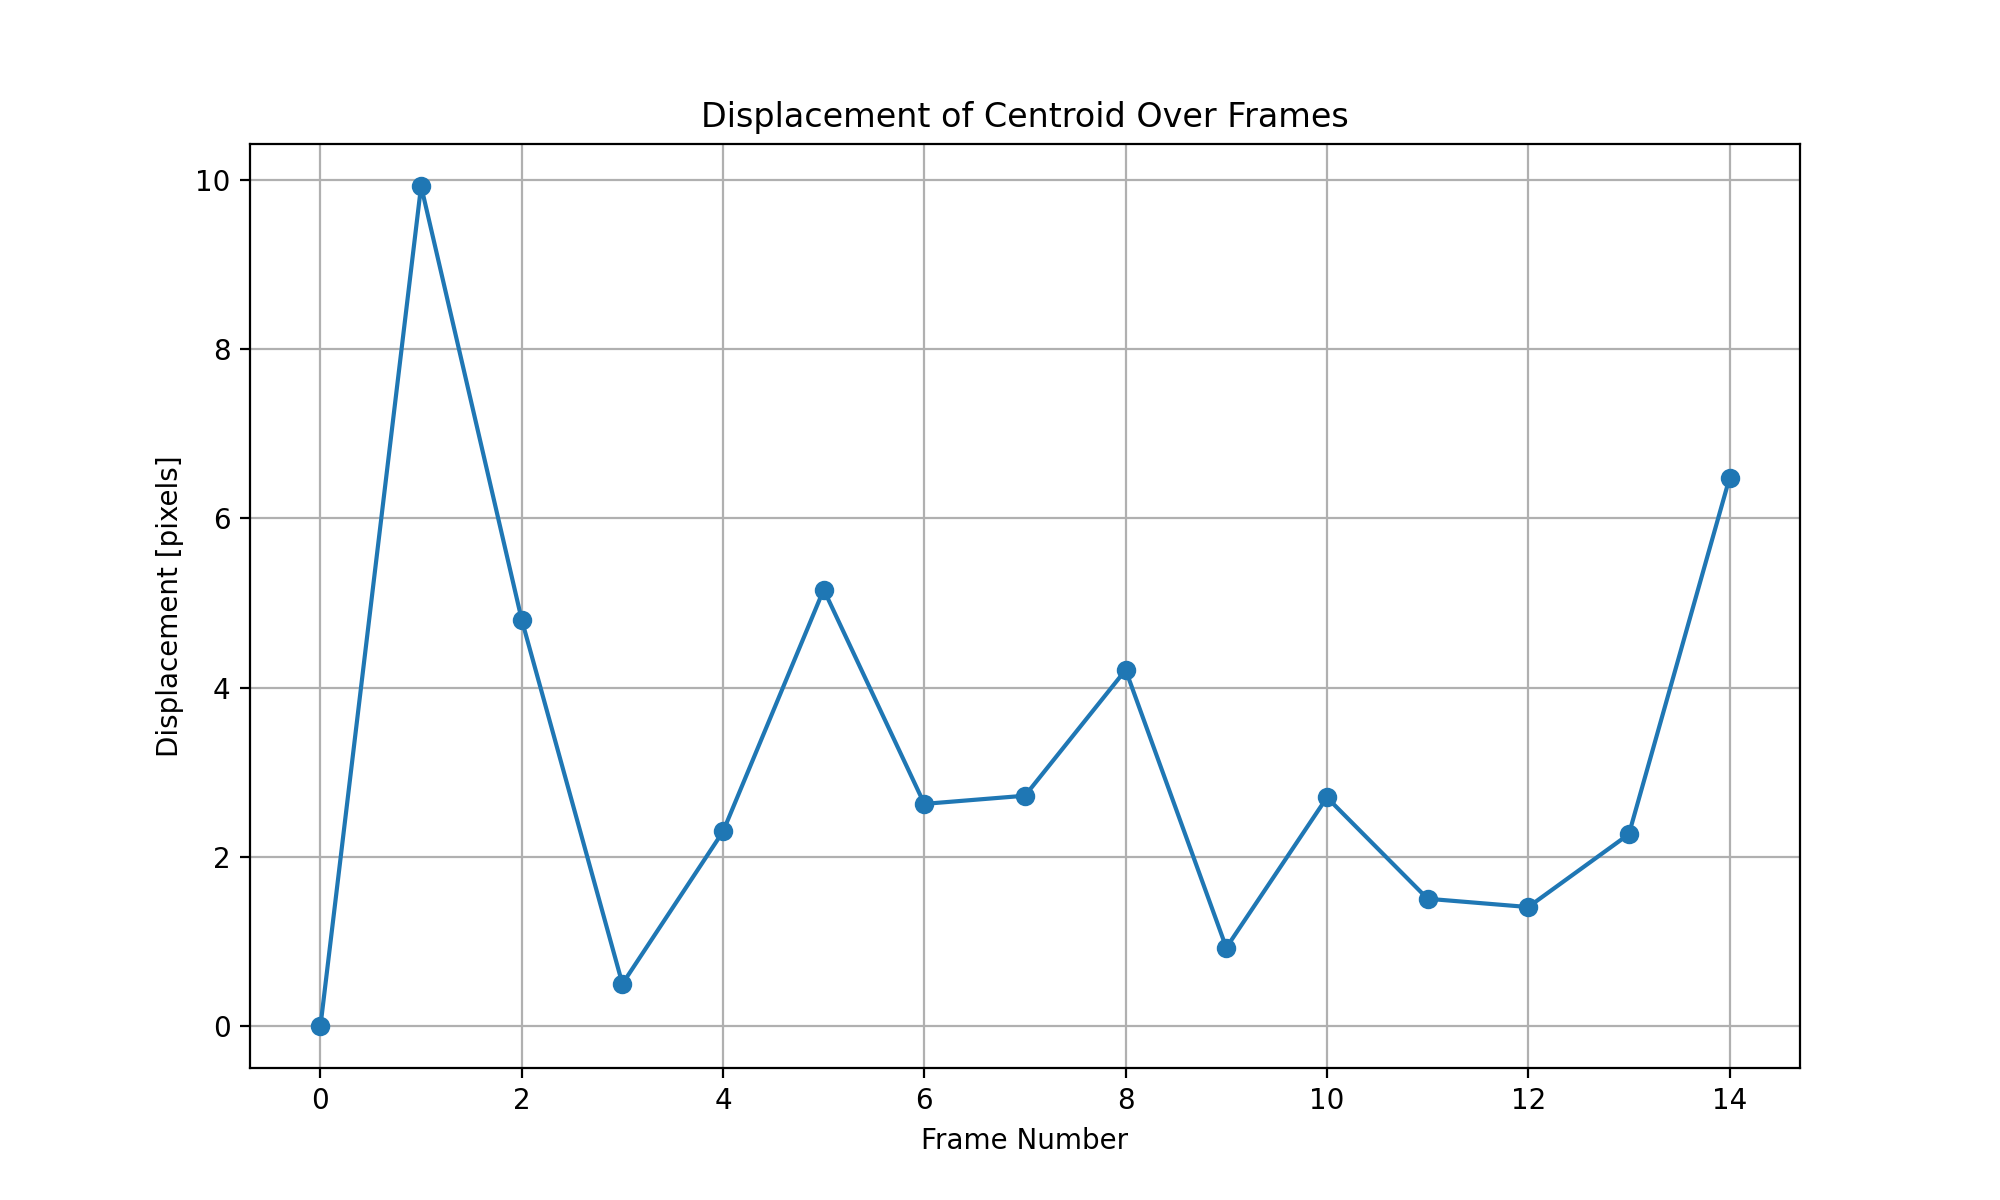 Displacement of Centroid Over Frames
10
8
6
4
2
0
Displacement [pixels]
0 2 4 6 8 10 12 14
Frame Number